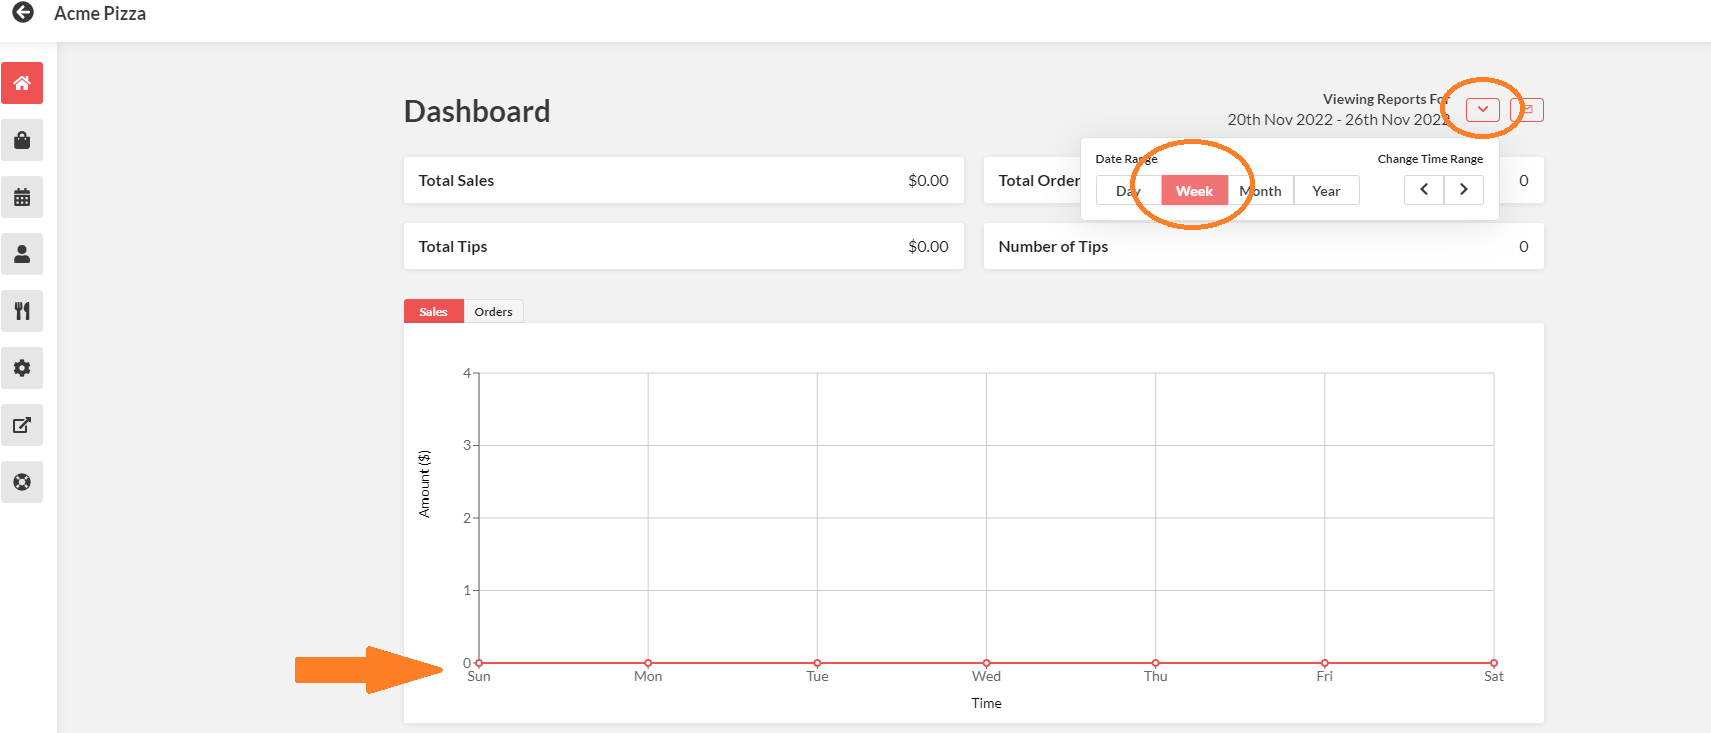 Acme Pizza
Dashboard
Viewing Reports For
20th Nov 2022 - 26th Nov 2022
Date Range
Change Time Range
Day Week Month Year
Total Sales $0.00
Total Order 0
Total Tips $0.00
Number of Tips 0
Sales Orders
4
3
2
1
0
Amount ($)
Sun Mon Tue Wed Thu Fri Sat
Time